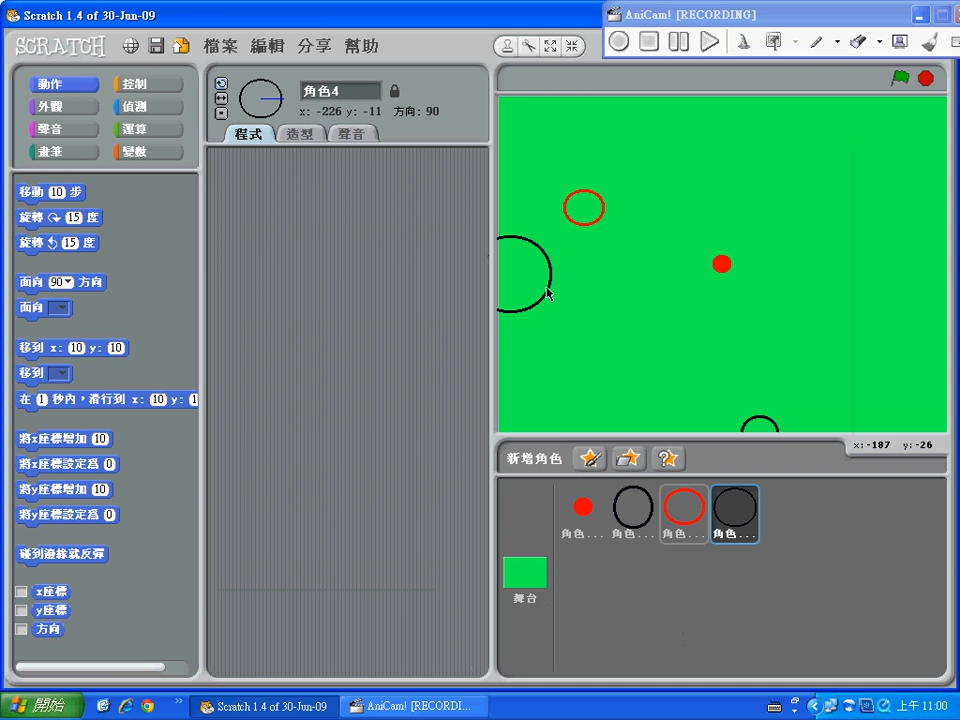 Scratch 1.4 of 30-Jun-09
AniCam! [RECORDING]
SCRATCH 檔案 編輯 分享 幫助
動作 控制
外觀 偵測
聲音 運算
畫筆 變數
角色4
x: -226 y: -11 方向: 90
程式 造型 聲音
移動 10 步
旋轉 15 度
旋轉 15 度
面向 90 方向
面向
移到 x: 10 y: 10
移到
在 1 秒內，滑行到 x: 10 y: 1
將x座標增加 10
將x座標設定為 0
將y座標增加 10
將y座標設定為 0
碰到邊緣就反彈
x座標
y座標
方向
x: -187 y: -26
新增角色
角色... 角色... 角色... 角色...
舞台
開始 Scratch 1.4 of 30-Jun-09 AniCam! [RECORDI... 上午 11:00